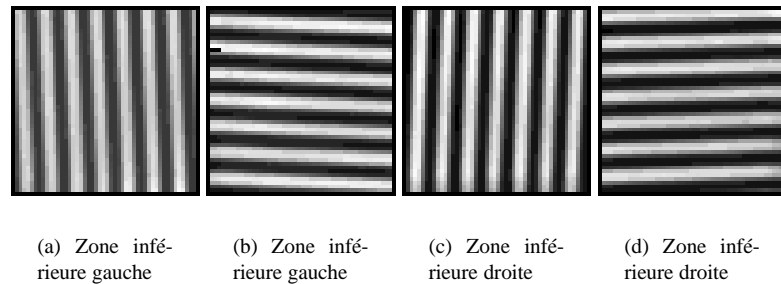 (a) Zone infé-
rieure gauche
(b) Zone infé-
rieure gauche
(c) Zone infé-
rieure droite
(d) Zone infé-
rieure droite